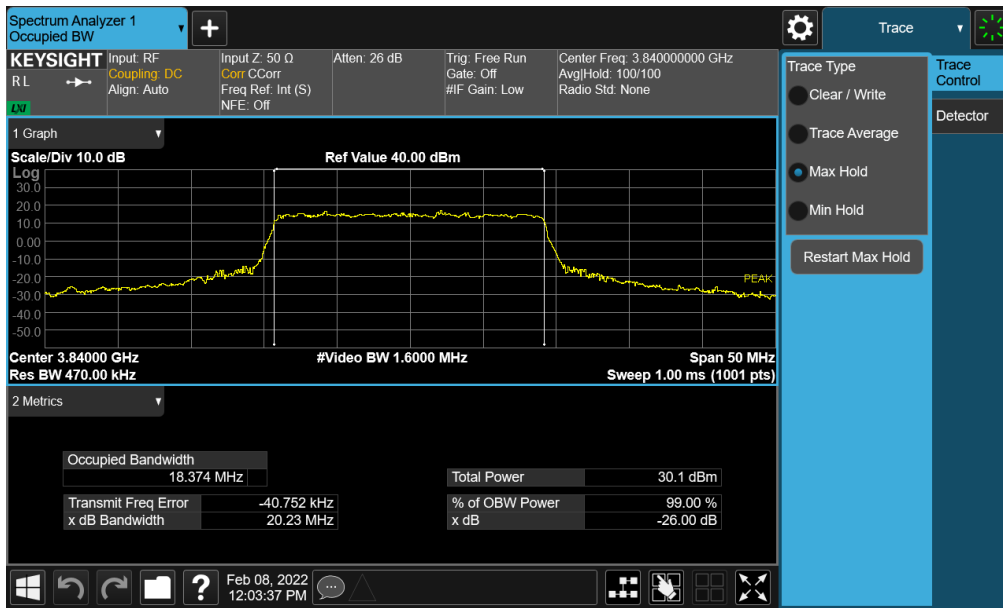 Spectrum Analyzer 1
Occupied BW
+
Trace
KEYSIGHT
R L
LXI
Input: RF
Coupling: DC
Align: Auto
Input Z: 50 Ω
Corr CCorr
Freq Ref: Int (S)
NFE: Off
Atten: 26 dB
Trig: Free Run
Gate: Off
#IF Gain: Low
Center Freq: 3.840000000 GHz
Avg|Hold: 100/100
Radio Std: None
Trace Type
Clear / Write
Trace Average
Max Hold
Min Hold
Restart Max Hold
Trace
Control
Detector
1 Graph
Scale/Div 10.0 dB
Ref Value 40.00 dBm
Log
30.0
20.0
10.0
0.00
-10.0
-20.0
-30.0
-40.0
-50.0
PEAK
Center 3.84000 GHz
#Video BW 1.6000 MHz
Span 50 MHz
Res BW 470.00 kHz
Sweep 1.00 ms (1001 pts)
2 Metrics
Occupied Bandwidth
18.374 MHz
Total Power 30.1 dBm
Transmit Freq Error -40.752 kHz
% of OBW Power 99.00 %
x dB Bandwidth 20.23 MHz
x dB -26.00 dB
?
Feb 08, 2022
12:03:37 PM